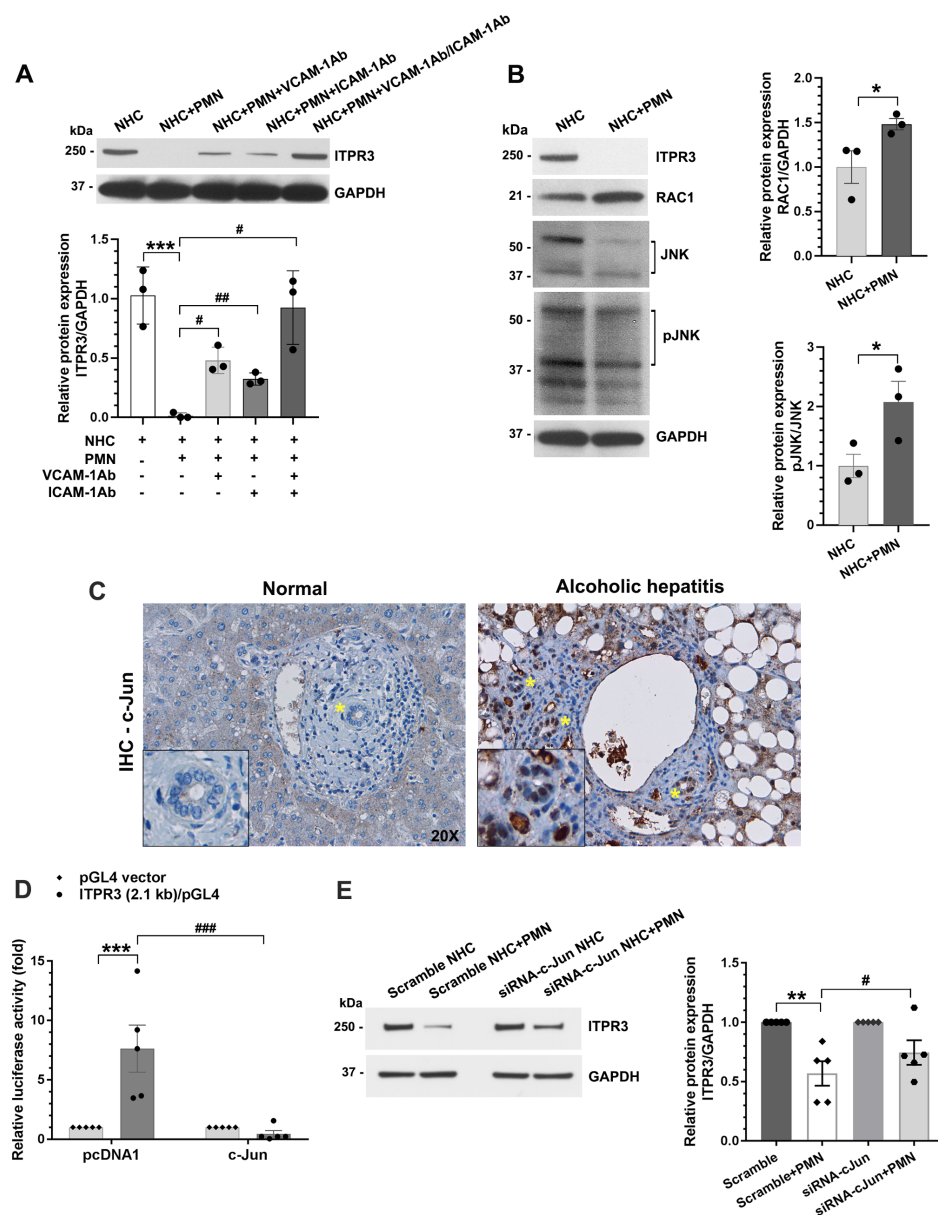 A
NHC
NHC+PMN
NHC+PMN+VCAM-1Ab
NHC+PMN+ICAM-1Ab
NHC+PMN+VCAM-1Ab/ICAM-1Ab
kDa
250 -
ITPR3
37 -
GAPDH
Relative protein expression
ITPR3/GAPDH
1.5
1.0
0.5
0.0
***
#
##
#
NHC + + + + +
PMN - + + + +
VCAM-1Ab - - + - +
ICAM-1Ab - - - + +
B
NHC
NHC+PMN
kDa
250 -
ITPR3
21 -
RAC1
50 -
37 -
JNK
50 -
37 -
pJNK
37 -
GAPDH
Relative protein expression
RAC1/GAPDH
2.0
1.5
1.0
0.5
0.0
*
NHC
NHC+PMN
Relative protein expression
pJNK/JNK
3
2
1
0
*
NHC
NHC+PMN
C
Normal
Alcoholic hepatitis
IHC - c-Jun
*
20X
*
*
*
D
pGL4 vector
ITPR3 (2.1 kb)/pGL4
Relative luciferase activity (fold)
15
10
5
0
***
###
pcDNA1
c-Jun
E
Scramble NHC
Scramble NHC+PMN
siRNA-c-Jun NHC
siRNA-c-Jun NHC+PMN
kDa
250 -
ITPR3
37 -
GAPDH
Relative protein expression
ITPR3/GAPDH
1.5
1.0
0.5
0.0
**
#
Scramble
Scramble+PMN
siRNA-cJun
siRNA-cJun+PMN